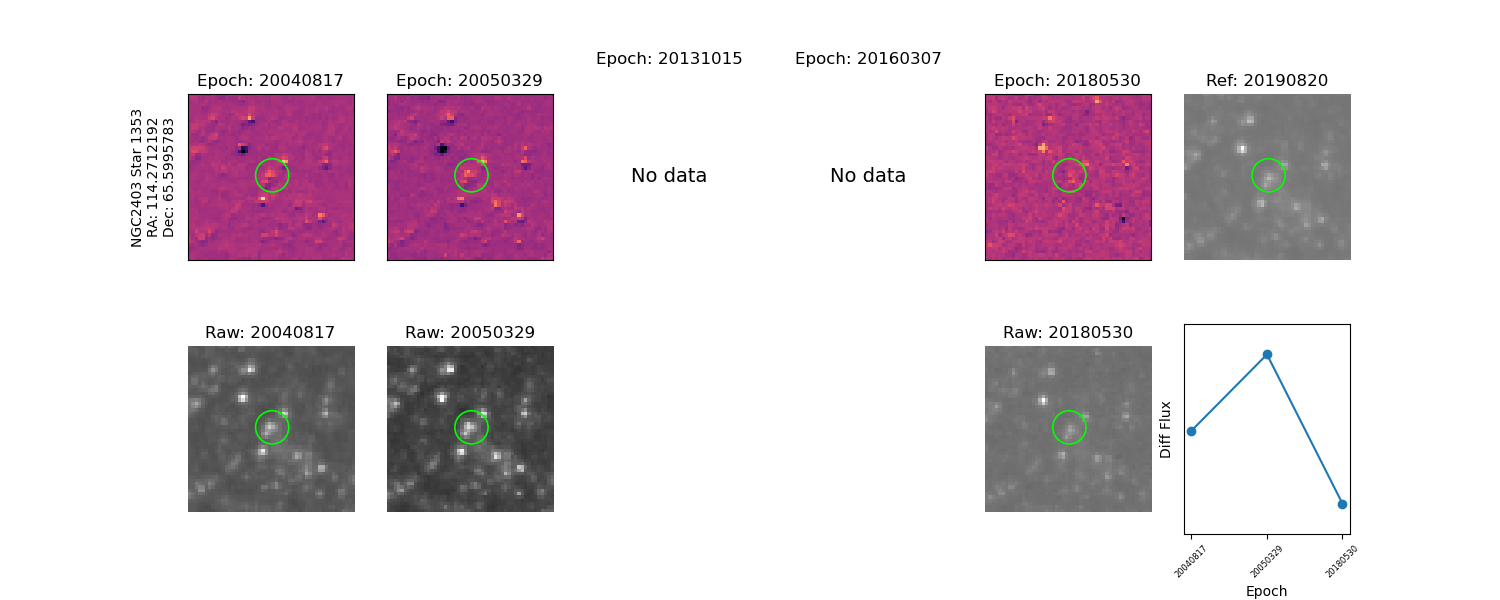 Epoch: 20040817
Epoch: 20050329
Epoch: 20131015
Epoch: 20160307
Epoch: 20180530
Ref: 20190820
NGC2403 Star 1353
RA: 114.2712192
Dec: 65.5995783
No data
No data
Raw: 20040817
Raw: 20050329
Raw: 20180530
Diff Flux
20040817
20050329
20180530
Epoch